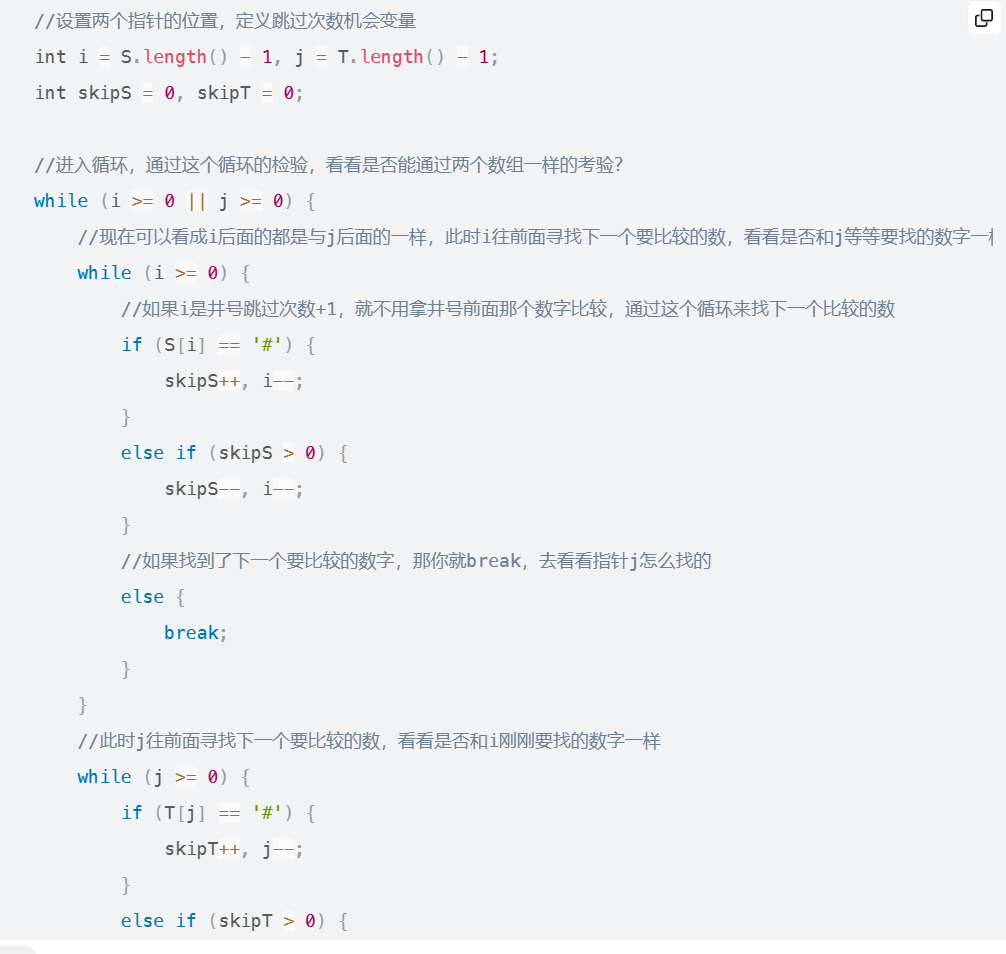 //设置两个指针的位置，定义跳过次数机会变量
int i = S.length() - 1, j = T.length() - 1;
int skipS = 0, skipT = 0;
//进入循环，通过这个循环的检验，看看是否能通过两个数组一样的考验？
while (i >= 0 || j >= 0) {
//现在可以看成i后面的都是与j后面的一样，此时i往前面寻找下一个要比较的数，看看是否和j等等要找的数字一
while (i >= 0) {
//如果i是井号跳过次数+1，就不用拿井号前面那个数字比较，通过这个循环来找下一个比较的数
if (S[i] == '#') {
skipS++, i--;
}
else if (skipS > 0) {
skipS--, i--;
}
//如果找到了下一个要比较的数字，那你就break，去看看指针j怎么找的
else {
break;
}
}
//此时j往前面寻找下一个要比较的数，看看是否和i刚刚要找的数字一样
while (j >= 0) {
if (T[j] == '#') {
skipT++, j--;
}
else if (skipT > 0) {